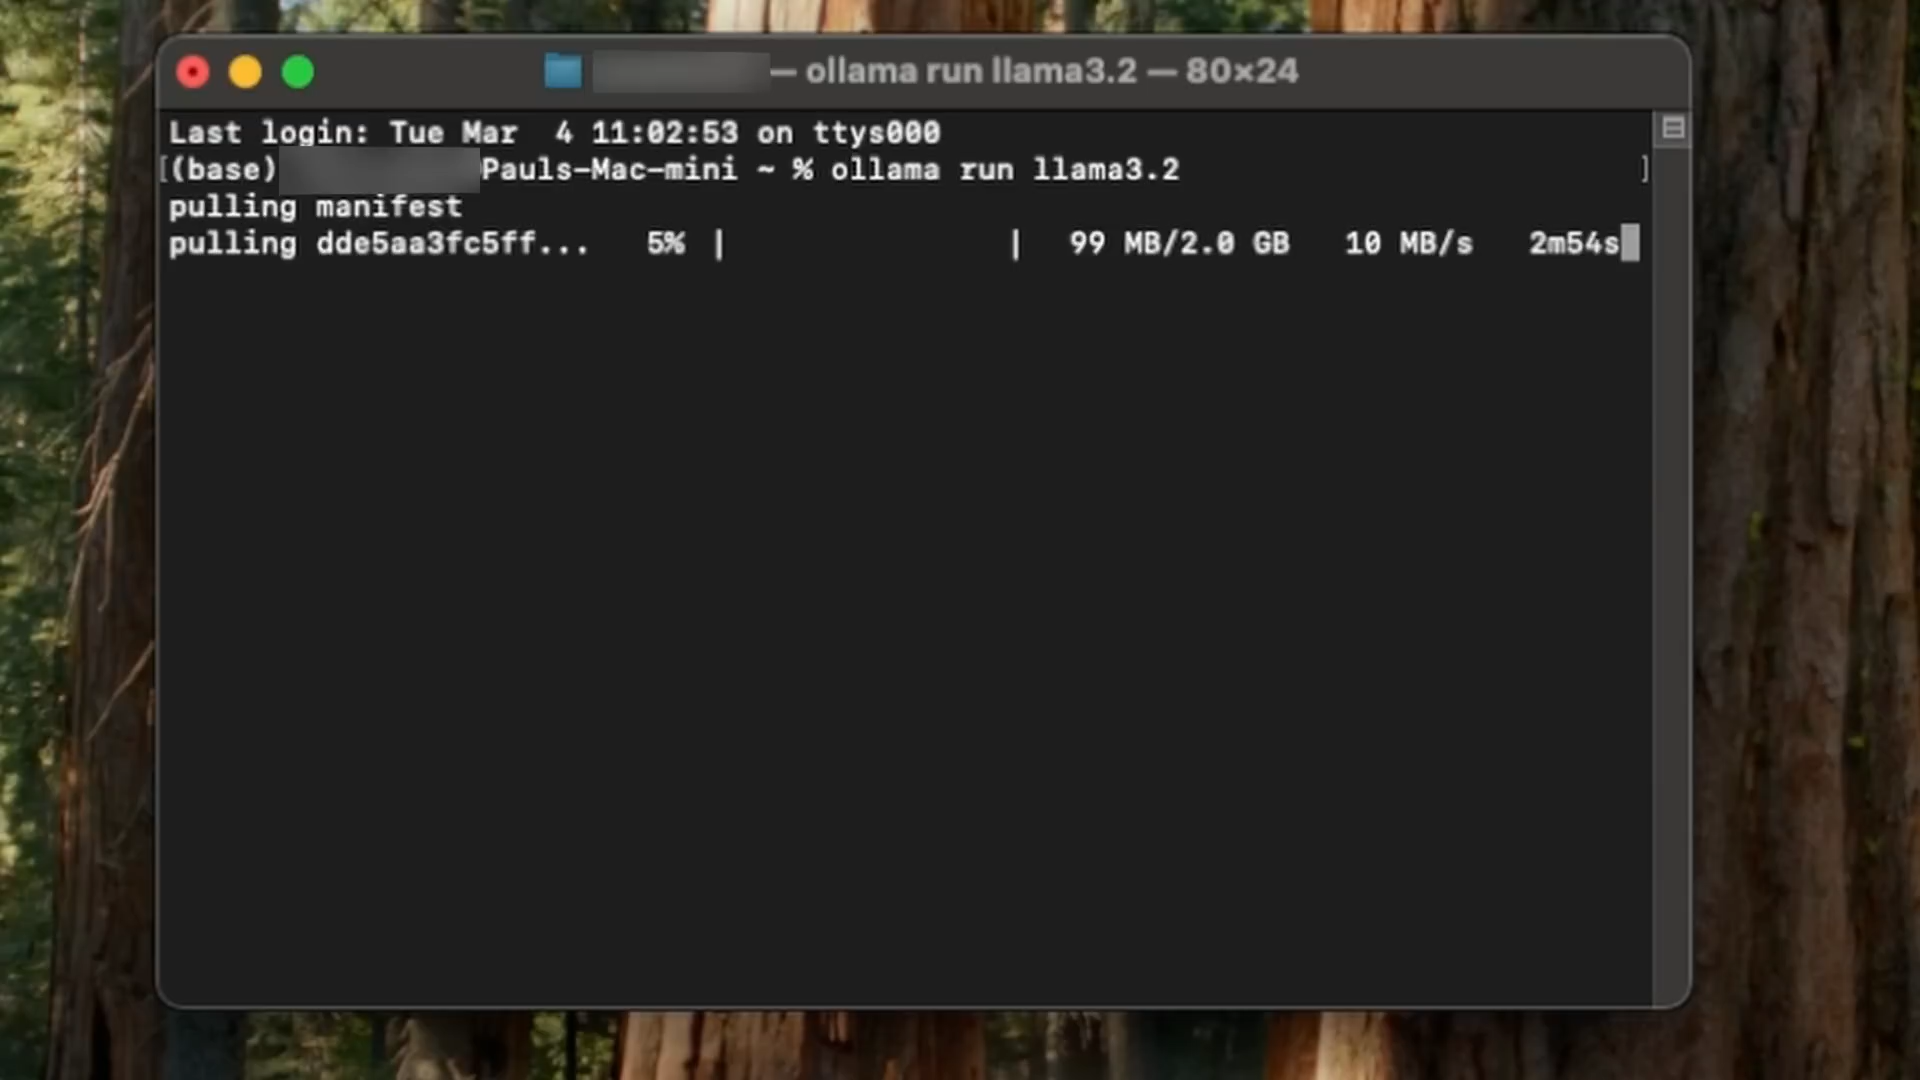 — ollama run llama3.2 — 80×24
Last login: Tue Mar  4 11:02:53 on ttys000
[(base) Pauls-Mac-mini ~ % ollama run llama3.2 ]
pulling manifest
pulling dde5aa3fc5ff...   5% |                |  99 MB/2.0 GB   10 MB/s   2m54s